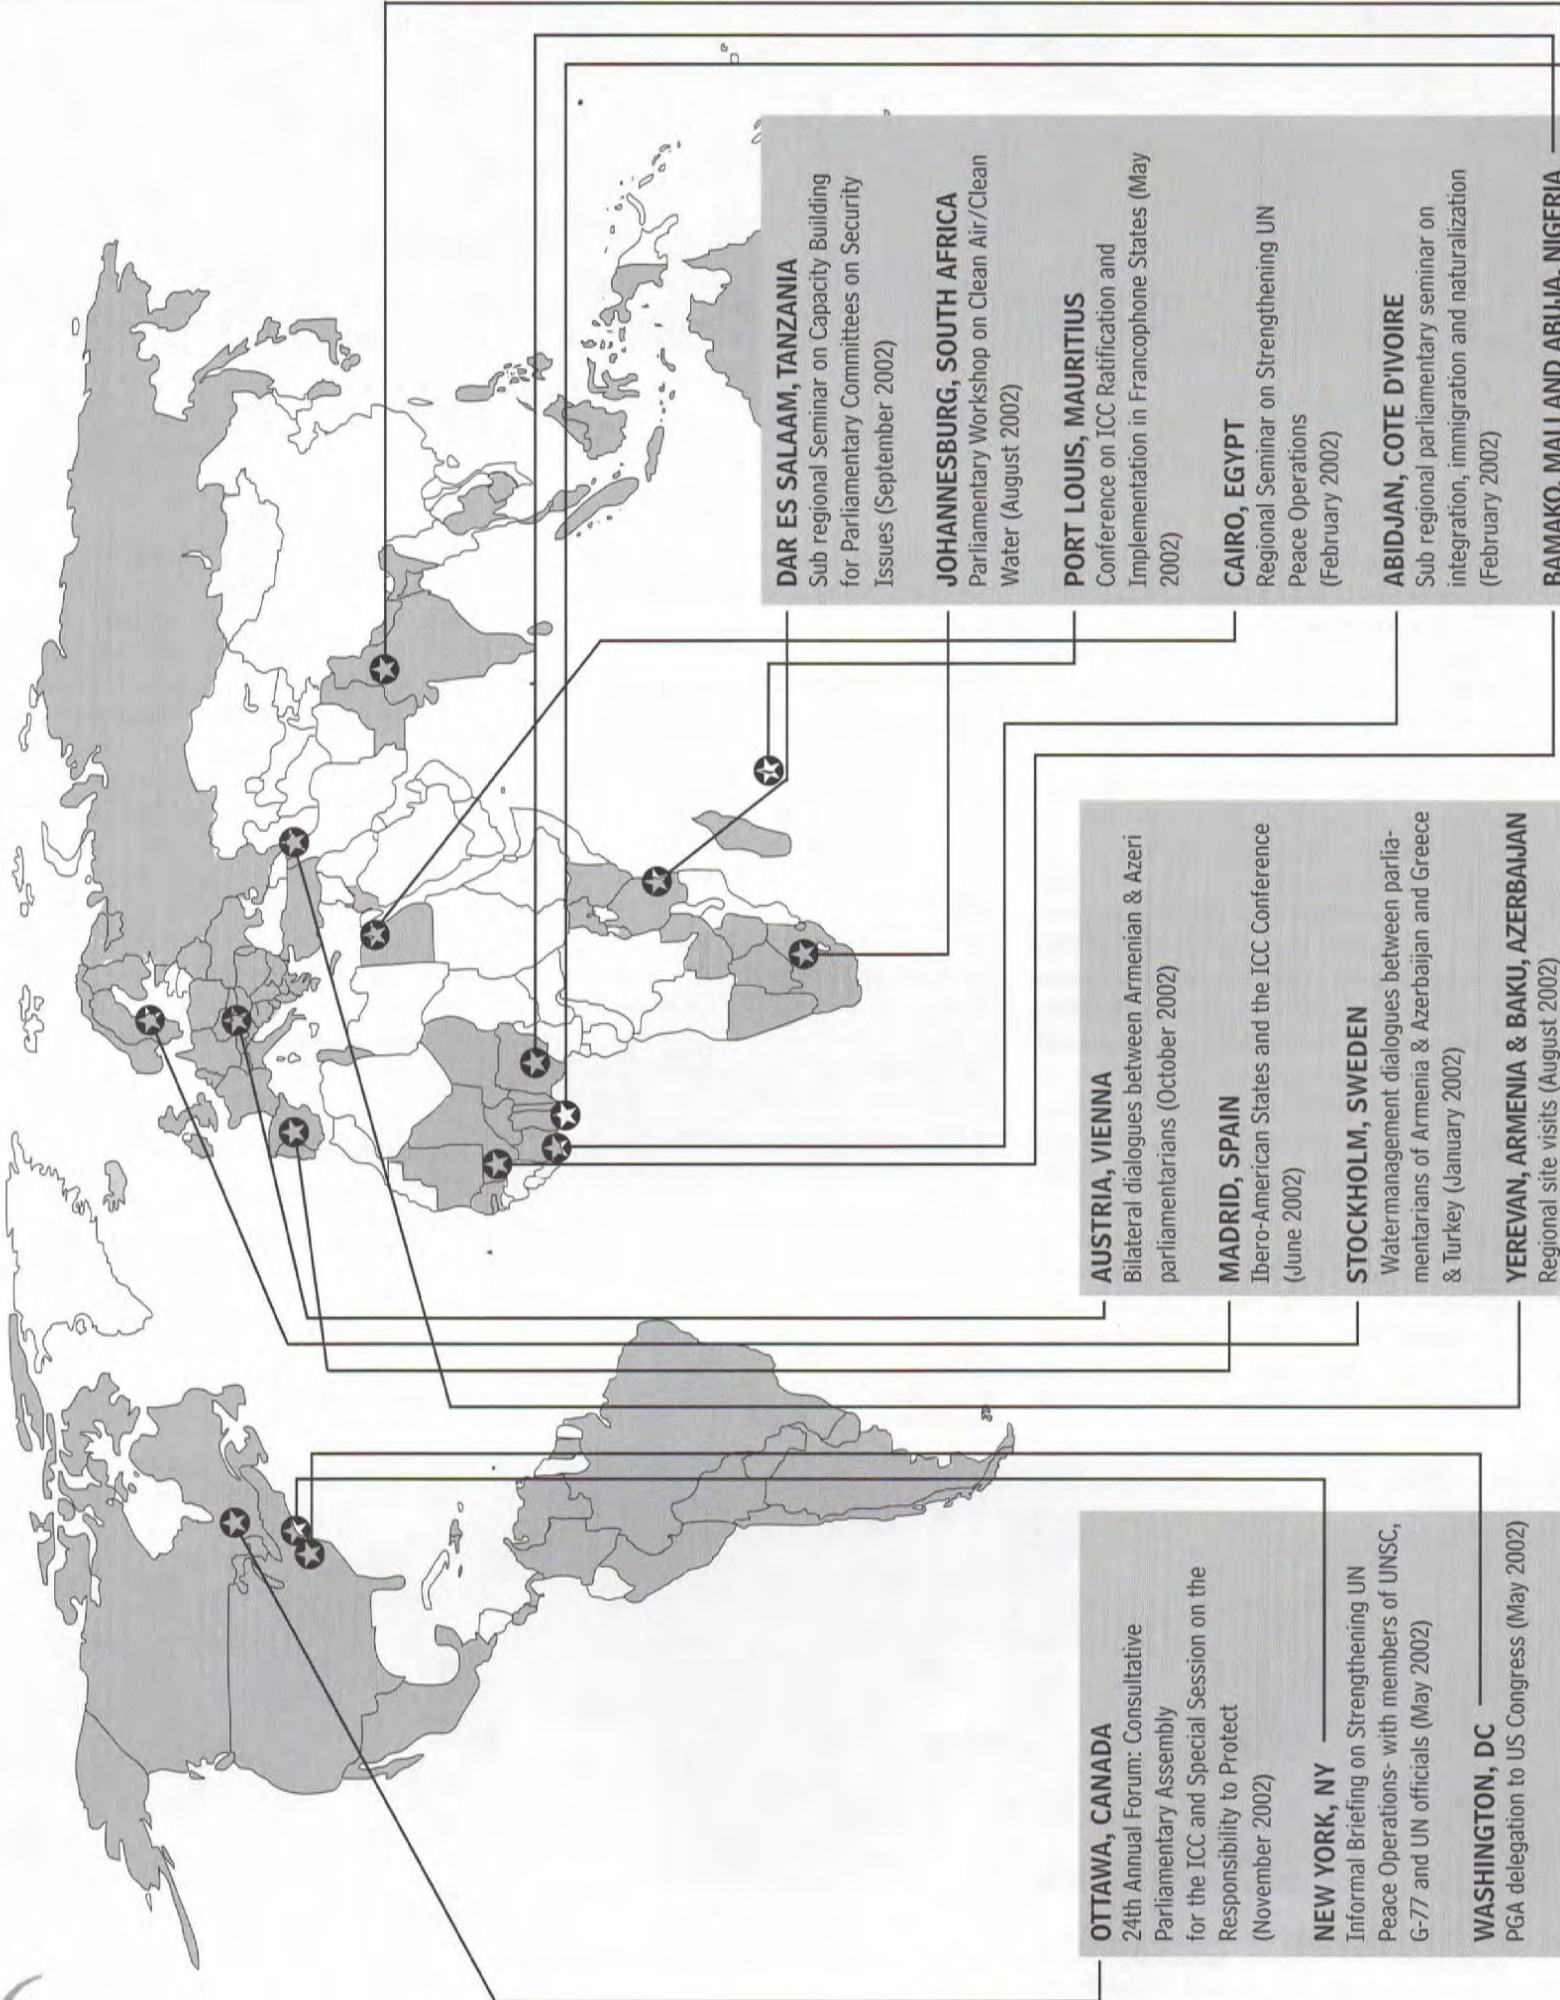 OTTAWA, CANADA
24th Annual Forum: Consultative
Parliamentary Assembly
for the ICC and Special Session on the
Responsibility to Protect
(November 2002)
NEW YORK, NY
Informal Briefing on Strengthening UN
Peace Operations- with members of UNSC,
G-77 and UN officials (May 2002)
WASHINGTON, DC
PGA delegation to US Congress (May 2002)
AUSTRIA, VIENNA
Bilateral dialogues between Armenian & Azeri
parliamentarians (October 2002)
MADRID, SPAIN
Ibero-American States and the ICC Conference
(June 2002)
STOCKHOLM, SWEDEN
Watermanagement dialogues between parlia-
mentarians of Armenia & Azerbaijan and Greece
& Turkey (January 2002)
YEREVAN, ARMENIA & BAKU, AZERBAIJAN
Regional site visits (August 2002)
DAR ES SALAAM, TANZANIA
Sub regional Seminar on Capacity Building
for Parliamentary Committees on Security
Issues (September 2002)
JOHANNESBURG, SOUTH AFRICA
Parliamentary Workshop on Clean Air/Clean
Water (August 2002)
PORT LOUIS, MAURITIUS
Conference on ICC Ratification and
Implementation in Francophone States (May
2002)
CAIRO, EGYPT
Regional Seminar on Strengthening UN
Peace Operations
(February 2002)
ABIDJAN, COTE D'IVOIRE
Sub regional parliamentary seminar on
integration, immigration and naturalization
(February 2002)
BAMAKO, MALI AND ABUJA, NIGERIA